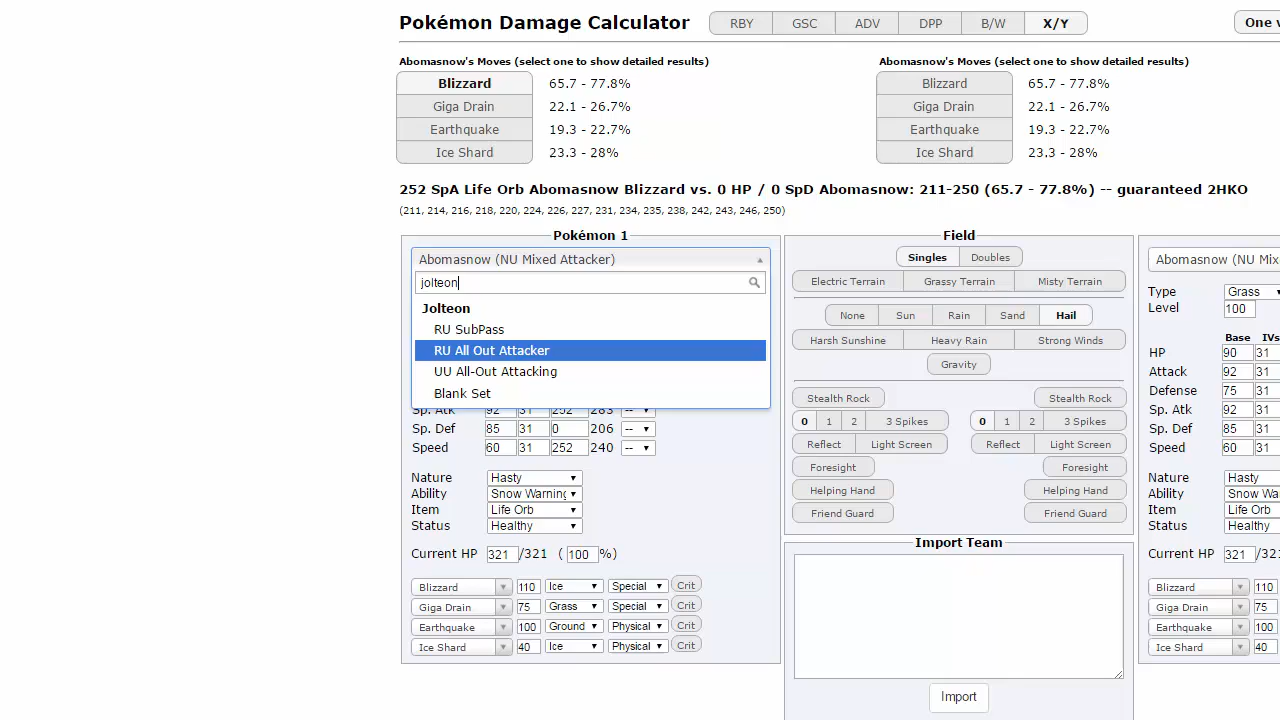 Pokémon Damage Calculator RBY GSC ADV DPP B/W X/Y One v
Abomasnow's Moves (select one to show detailed results)
Blizzard 65.7 - 77.8%
Giga Drain 22.1 - 26.7%
Earthquake 19.3 - 22.7%
Ice Shard 23.3 - 28%
Abomasnow's Moves (select one to show detailed results)
Blizzard 65.7 - 77.8%
Giga Drain 22.1 - 26.7%
Earthquake 19.3 - 22.7%
Ice Shard 23.3 - 28%
252 SpA Life Orb Abomasnow Blizzard vs. 0 HP / 0 SpD Abomasnow: 211-250 (65.7 - 77.8%) -- guaranteed 2HKO
(211, 214, 216, 218, 220, 224, 226, 227, 231, 234, 235, 238, 242, 243, 246, 250)
Pokémon 1
Abomasnow (NU Mixed Attacker)
jolteon
Jolteon
RU SubPass
RU All Out Attacker
UU All-Out Attacking
Blank Set
Sp. Atk 92 31 252 283 --
Sp. Def 85 31 0 206 --
Speed 60 31 252 240 --
Nature Hasty
Ability Snow Warning
Item Life Orb
Status Healthy
Current HP 321 /321 ( 100 %)
Blizzard 110 Ice Special Crit
Giga Drain 75 Grass Special Crit
Earthquake 100 Ground Physical Crit
Ice Shard 40 Ice Physical Crit
Field
Singles Doubles
Electric Terrain Grassy Terrain Misty Terrain
None Sun Rain Sand Hail
Harsh Sunshine Heavy Rain Strong Winds
Gravity
Stealth Rock Stealth Rock
0 1 2 3 Spikes 0 1 2 3 Spikes
Reflect Light Screen Reflect Light Screen
Foresight Foresight
Helping Hand Helping Hand
Friend Guard Friend Guard
Import Team
Import
Abomasnow (NU Mix
Type Grass
Level 100
Base IVs
HP 90 31
Attack 92 31
Defense 75 31
Sp. Atk 92 31
Sp. Def 85 31
Speed 60 31
Nature Hasty
Ability Snow Wa
Item Life Orb
Status Healthy
Current HP 321 /321
Blizzard 110
Giga Drain 75
Earthquake 100
Ice Shard 40